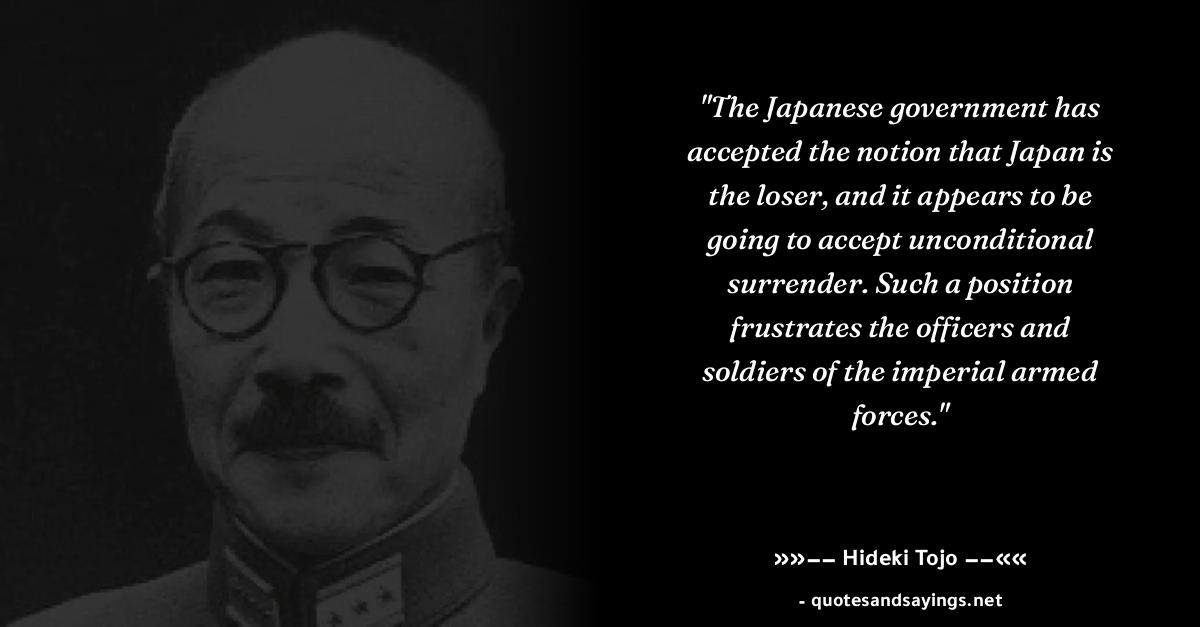 "The Japanese government has
accepted the notion that Japan is
the loser, and it appears to be
going to accept unconditional
surrender. Such a position
frustrates the officers and
soldiers of the imperial armed
forces."
»»–– Hideki Tojo ––««
- quotesandsayings.net